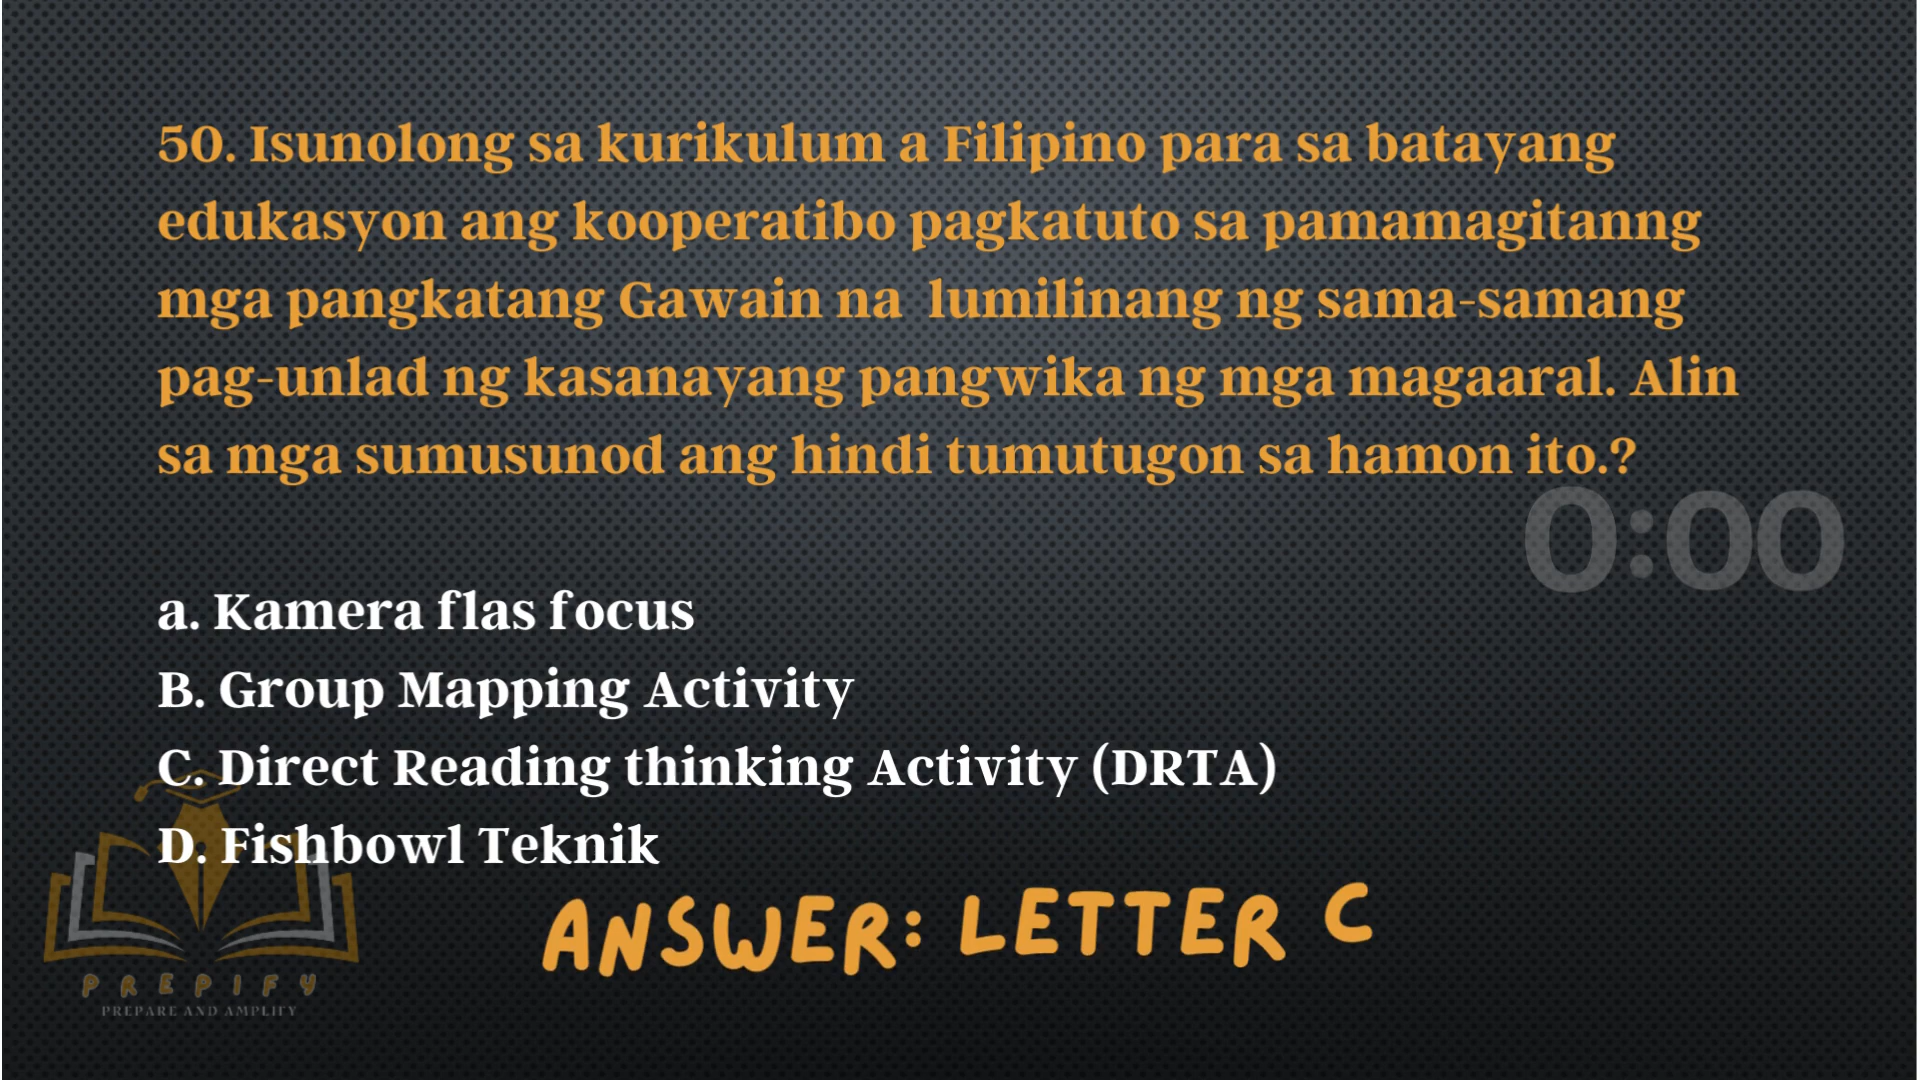 50. Isunolong sa kurikulum a Filipino para sa batayang
edukasyon ang kooperatibo pagkatuto sa pamamagitanng
mga pangkatang Gawain na lumilinang ng sama-samang
pag-unlad ng kasanayang pangwika ng mga magaaral. Alin
sa mga sumusunod ang hindi tumutugon sa hamon ito.?
0:00
a. Kamera flas focus
B. Group Mapping Activity
C. Direct Reading thinking Activity (DRTA)
D. Fishbowl Teknik
ANSWER: LETTER C
PREPIFY
PREPARE AND AMPLIFY